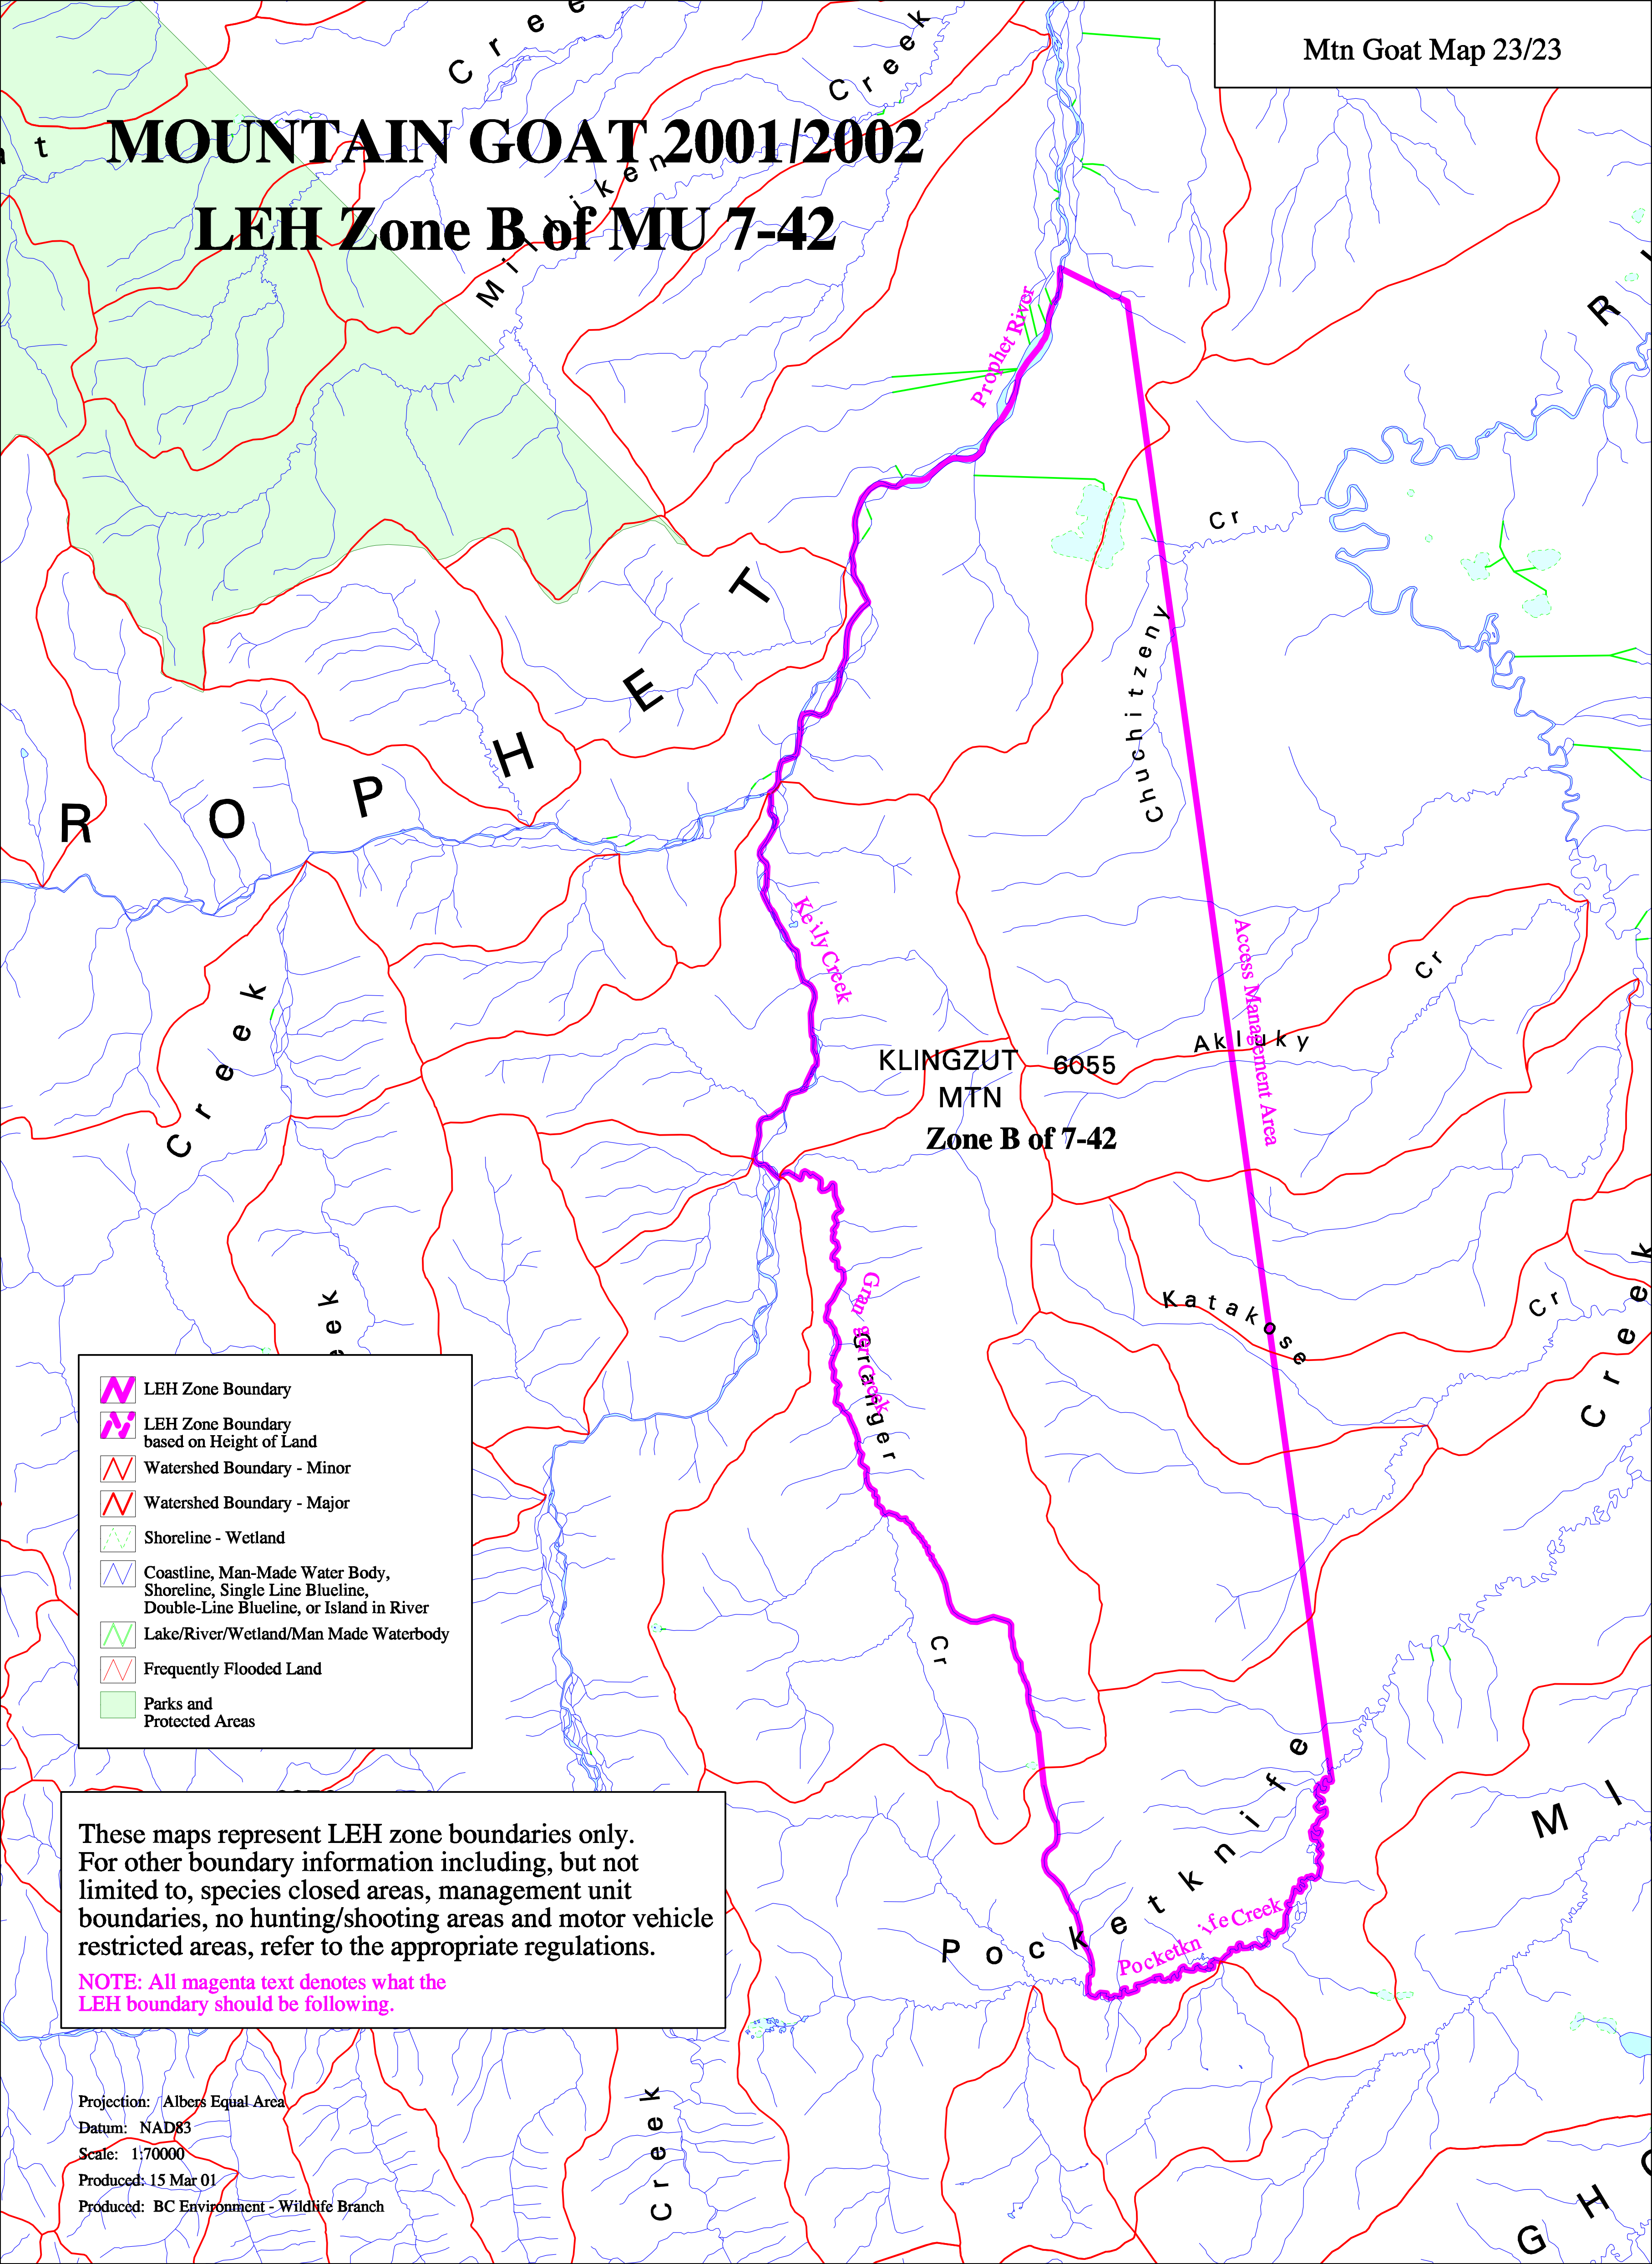 Mtn Goat Map 23/23
MOUNTAIN GOAT 2001/2002
LEH Zone B of MU 7-42
Cree
Creek
t
Milliken
R
Prophet River
Cr
Chuchitzeny
R O P H E T
Keily Creek
Access Management Area
Creek
Cr
Akluky
KLINGZUT 6055
MTN
Zone B of 7-42
Katakose
Cr
Creek
Granger Creek
Granger
Cr
eek
LEH Zone Boundary
LEH Zone Boundary
based on Height of Land
Watershed Boundary - Minor
Watershed Boundary - Major
Shoreline - Wetland
Coastline, Man-Made Water Body,
Shoreline, Single Line Blueline,
Double-Line Blueline, or Island in River
Lake/River/Wetland/Man Made Waterbody
Frequently Flooded Land
Parks and
Protected Areas
These maps represent LEH zone boundaries only.
For other boundary information including, but not
limited to, species closed areas, management unit
boundaries, no hunting/shooting areas and motor vehicle
restricted areas, refer to the appropriate regulations.
NOTE: All magenta text denotes what the
LEH boundary should be following.
Pocketknife
Pocketknife Creek
M I
G H
Creek
Projection: Albers Equal Area
Datum: NAD83
Scale: 1:70000
Produced: 15 Mar 01
Produced: BC Environment - Wildlife Branch